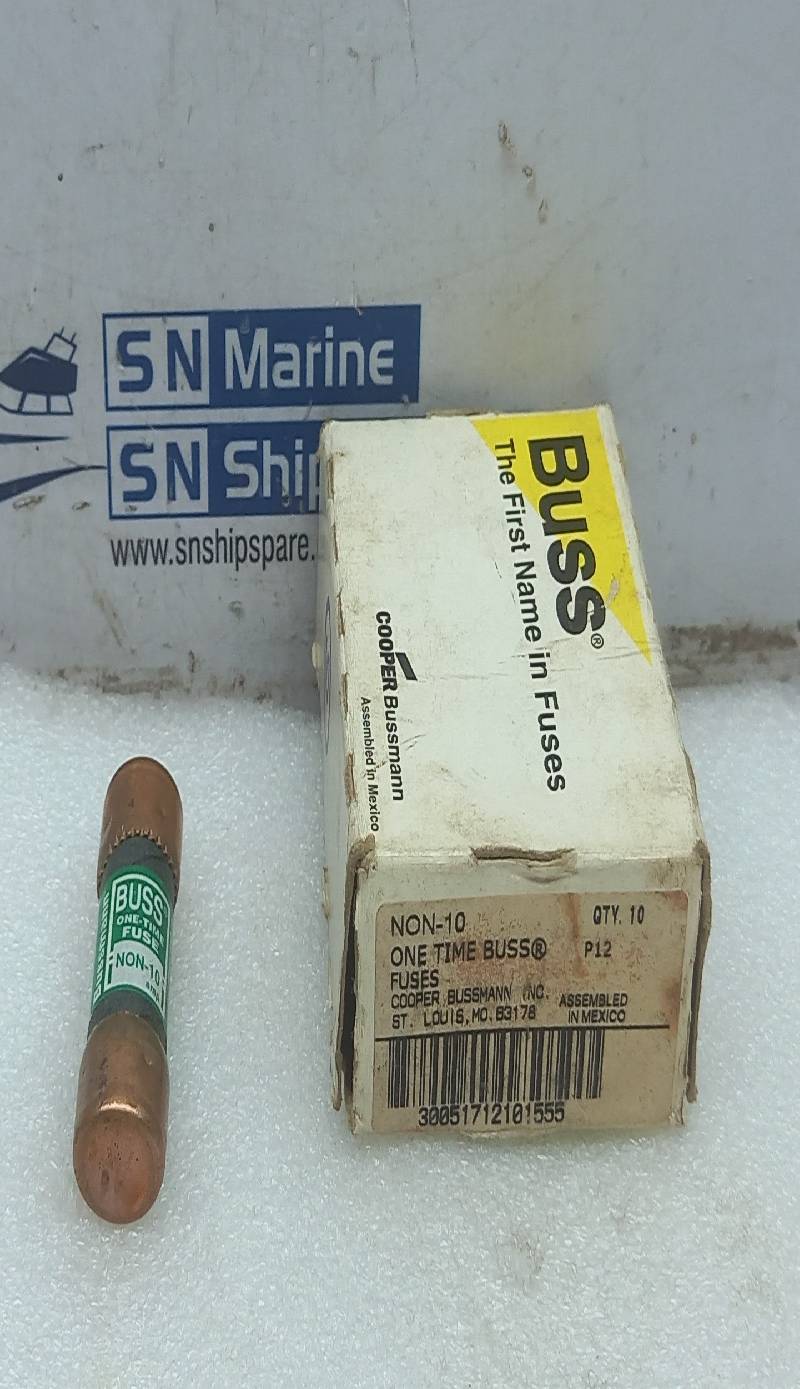 SN Marine
SN Ship
www.snshipspare.
BUSS®
The First Name in Fuses
COOPER Bussmann
Assembled in Mexico
NON-10 QTY. 10
ONE TIME BUSS® P12
FUSES
COOPER BUSSMANN INC. ASSEMBLED
ST. LOUIS, MO. 63178 IN MEXICO
30051712101555
BUSS
ONE-TIME
FUSE
NON-10